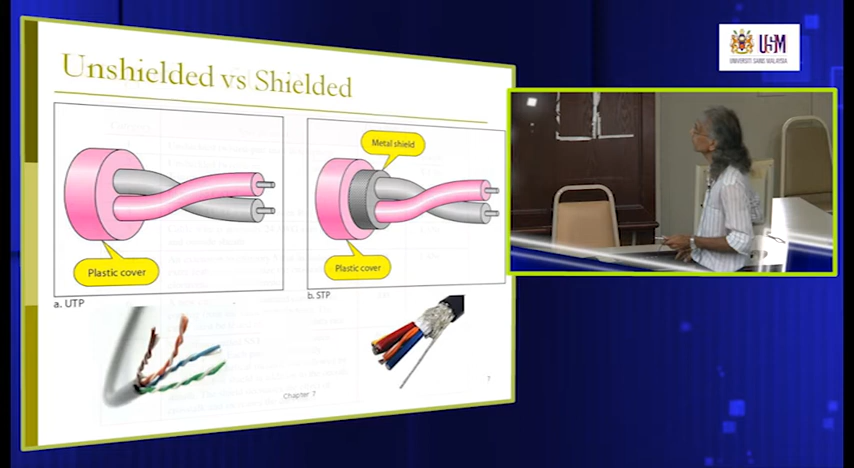 Unshielded vs Shielded
Metal shield
Plastic cover
Plastic cover
a. UTP
b. STP
Chapter 7
7
USM
UNIVERSITI SAINS MALAYSIA